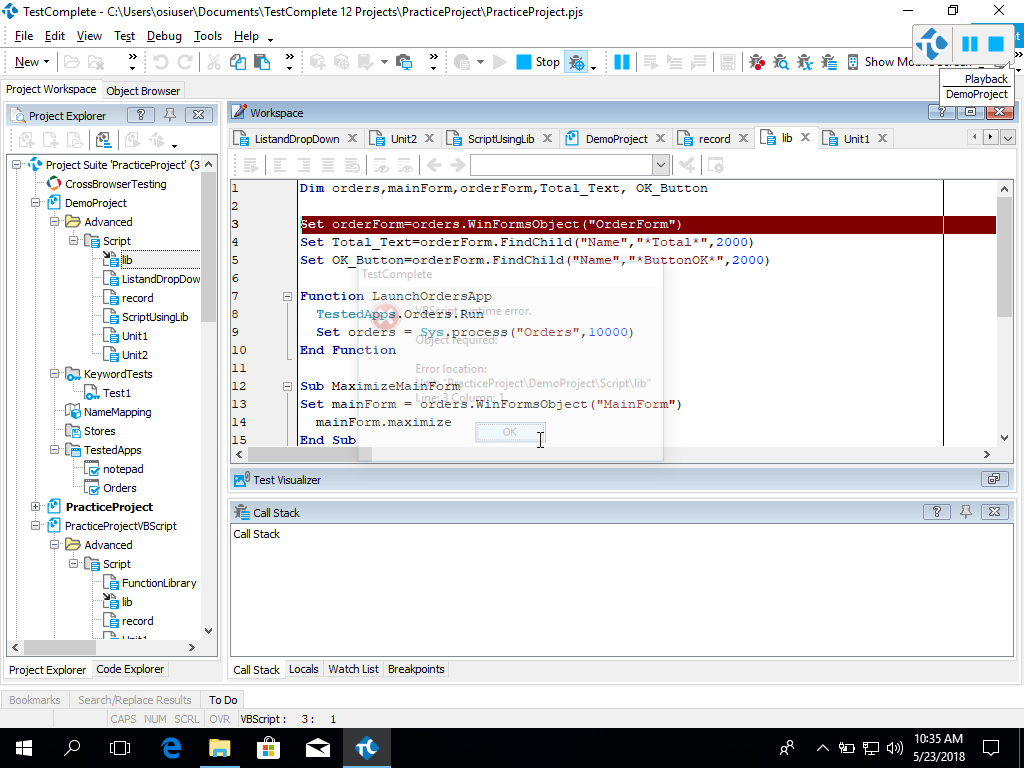 TestComplete - C:\Users\osiuser\Documents\TestComplete 12 Projects\PracticeProject\PracticeProject.pjs
File Edit View Test Debug Tools Help
New
Stop
Playback
DemoProject
Project Workspace Object Browser
Project Explorer
Workspace
ListandDropDown Unit2 ScriptUsingLib DemoProject record lib Unit1
Project Suite 'PracticeProject' (3
CrossBrowserTesting
DemoProject
Advanced
Script
lib
ListandDropDow
record
ScriptUsingLib
Unit1
Unit2
KeywordTests
Test1
NameMapping
Stores
TestedApps
notepad
Orders
PracticeProject
PracticeProjectVBScript
Advanced
Script
FunctionLibrary
lib
record
Project Explorer Code Explorer
1 Dim orders,mainForm,orderForm,Total_Text, OK_Button
2
3 Set orderForm=orders.WinFormsObject("OrderForm")
4 Set Total_Text=orderForm.FindChild("Name","*Total*",2000)
5 Set OK_Button=orderForm.FindChild("Name","*ButtonOK*",2000)
6
7 Function LaunchOrdersApp
8 TestedApps.Orders.Run
9 Set orders = Sys.process("Orders",10000)
10 End Function
11
12 Sub MaximizeMainForm
13 Set mainForm = orders.WinFormsObject("MainForm")
14 mainForm.maximize
15 End Sub
TestComplete
VBScript runtime error.
Object required:
Error location:
Unit: "PracticeProject\DemoProject\Script\lib"
Line: 3 Column: 1
OK
Test Visualizer
Call Stack
Call Stack
Call Stack Locals Watch List Breakpoints
Bookmarks Search/Replace Results To Do
CAPS NUM SCRL OVR VBScript : 3 : 1
10:35 AM
5/23/2018